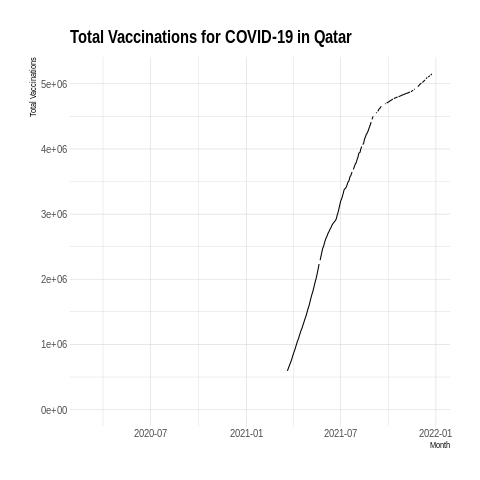 Total Vaccinations for COVID-19 in Qatar
Total Vaccinations
5e+06
4e+06
3e+06
2e+06
1e+06
0e+00
2020-07 2021-01 2021-07 2022-01
Month